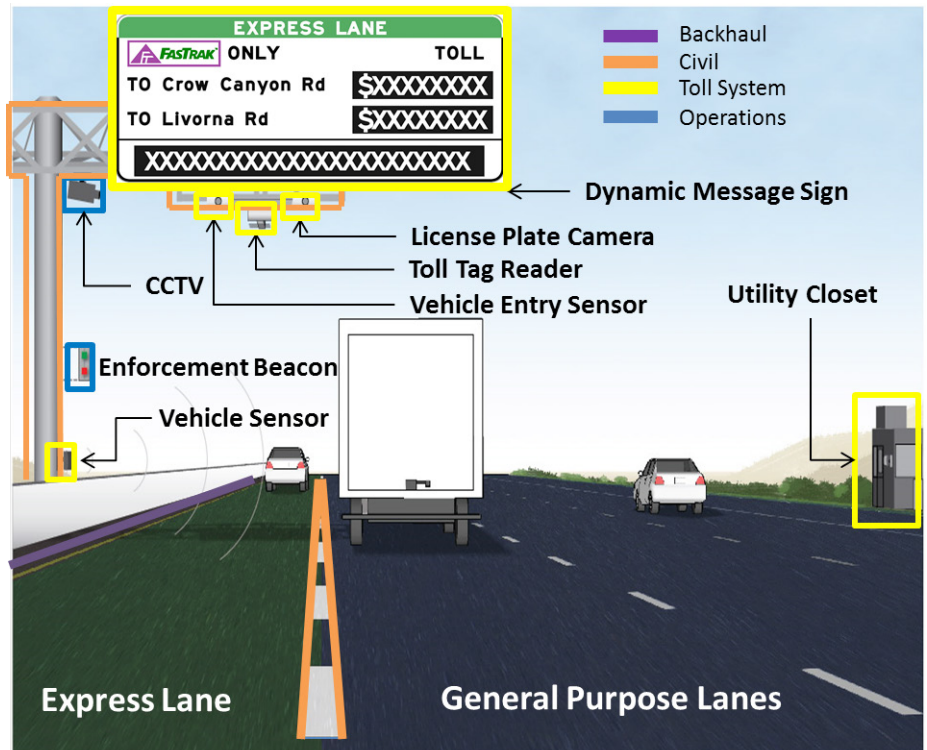 EXPRESS LANE
FASTRAK ONLY TOLL
TO Crow Canyon Rd $XXXXXXXX
TO Livorna Rd $XXXXXXXX
XXXXXXXXXXXXXXXXXXXXXXX
Backhaul
Civil
Toll System
Operations
Dynamic Message Sign
License Plate Camera
Toll Tag Reader
CCTV
Vehicle Entry Sensor
Utility Closet
Enforcement Beacon
Vehicle Sensor
Express Lane
General Purpose Lanes